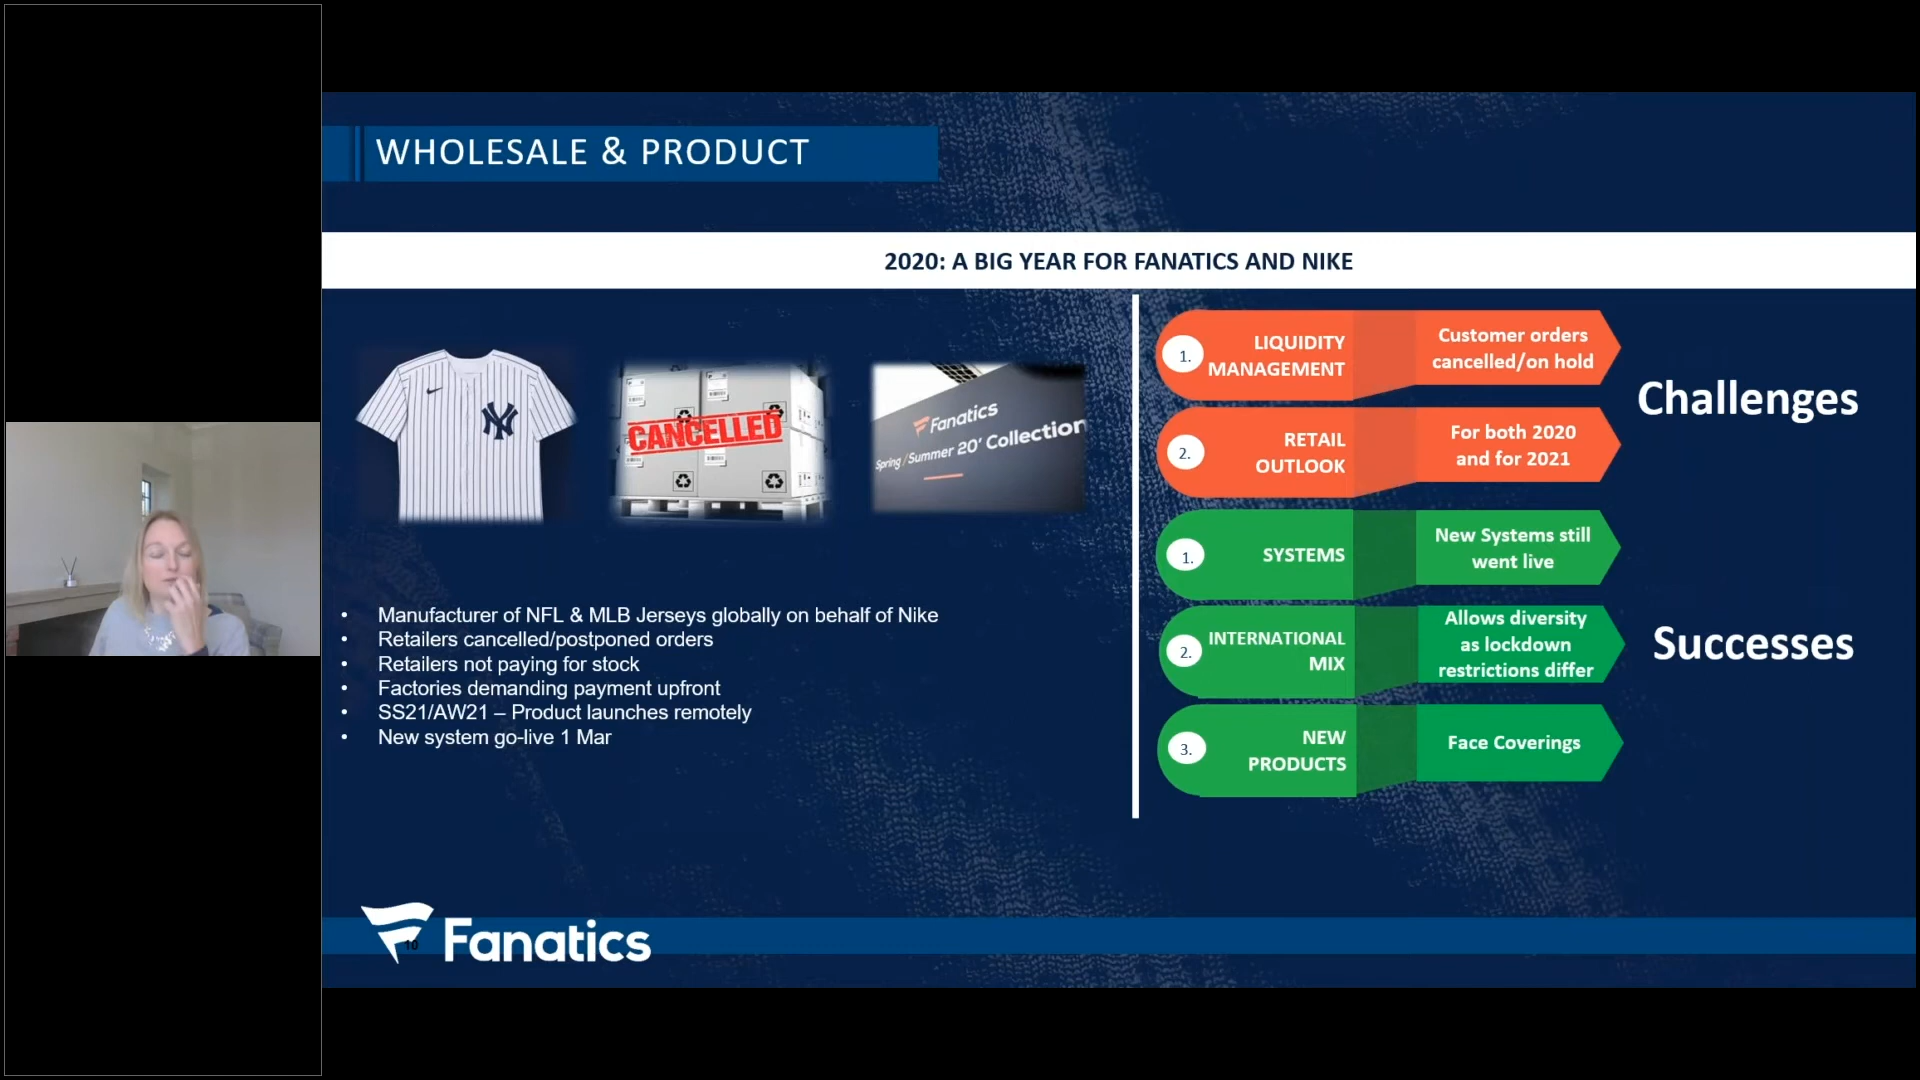 WHOLESALE & PRODUCT
2020: A BIG YEAR FOR FANATICS AND NIKE
NY
CANCELLED
Fanatics
Spring/Summer 20' Collection
• Manufacturer of NFL & MLB Jerseys globally on behalf of Nike
• Retailers cancelled/postponed orders
• Retailers not paying for stock
• Factories demanding payment upfront
• SS21/AW21 – Product launches remotely
• New system go-live 1 Mar
1.
LIQUIDITY
MANAGEMENT
Customer orders
cancelled/on hold
2.
RETAIL
OUTLOOK
For both 2020
and for 2021
Challenges
1.
SYSTEMS
New Systems still
went live
2.
INTERNATIONAL
MIX
Allows diversity
as lockdown
restrictions differ
3.
NEW
PRODUCTS
Face Coverings
Successes
10
Fanatics